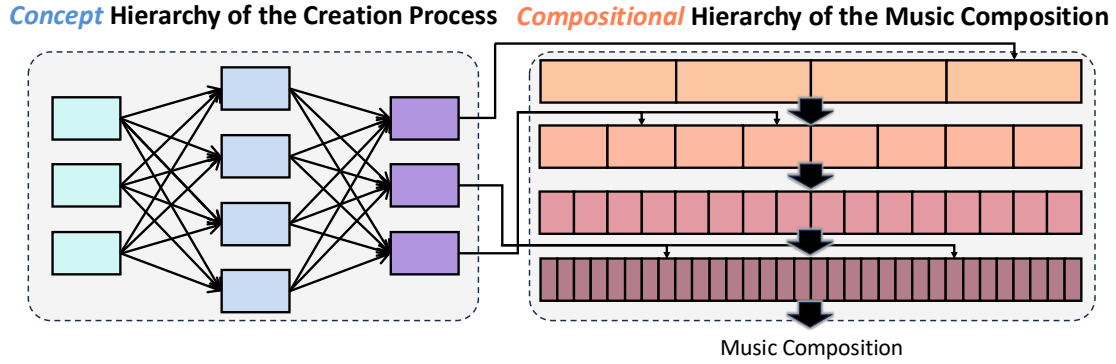 Concept Hierarchy of the Creation Process
Compositional Hierarchy of the Music Composition
Music Composition